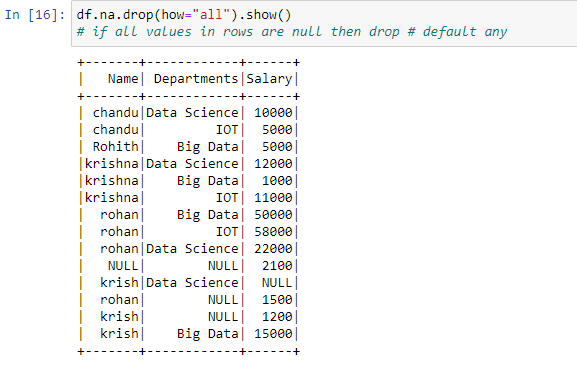 In [16]: df.na.drop(how="all").show()
# if all values in rows are null then drop # default any
+-------+------------+------+
|   Name| Departments|Salary|
+-------+------------+------+
| chandu|Data Science| 10000|
| chandu|         IOT|  5000|
| Rohith|    Big Data|  5000|
|krishna|Data Science| 12000|
|krishna|    Big Data|  1000|
|krishna|         IOT| 11000|
|  rohan|    Big Data| 50000|
|  rohan|         IOT| 58000|
|  rohan|Data Science| 22000|
|   NULL|        NULL|  2100|
|  krish|Data Science|  NULL|
|  rohan|        NULL|  1500|
|  krish|        NULL|  1200|
|  krish|    Big Data| 15000|
+-------+------------+------+